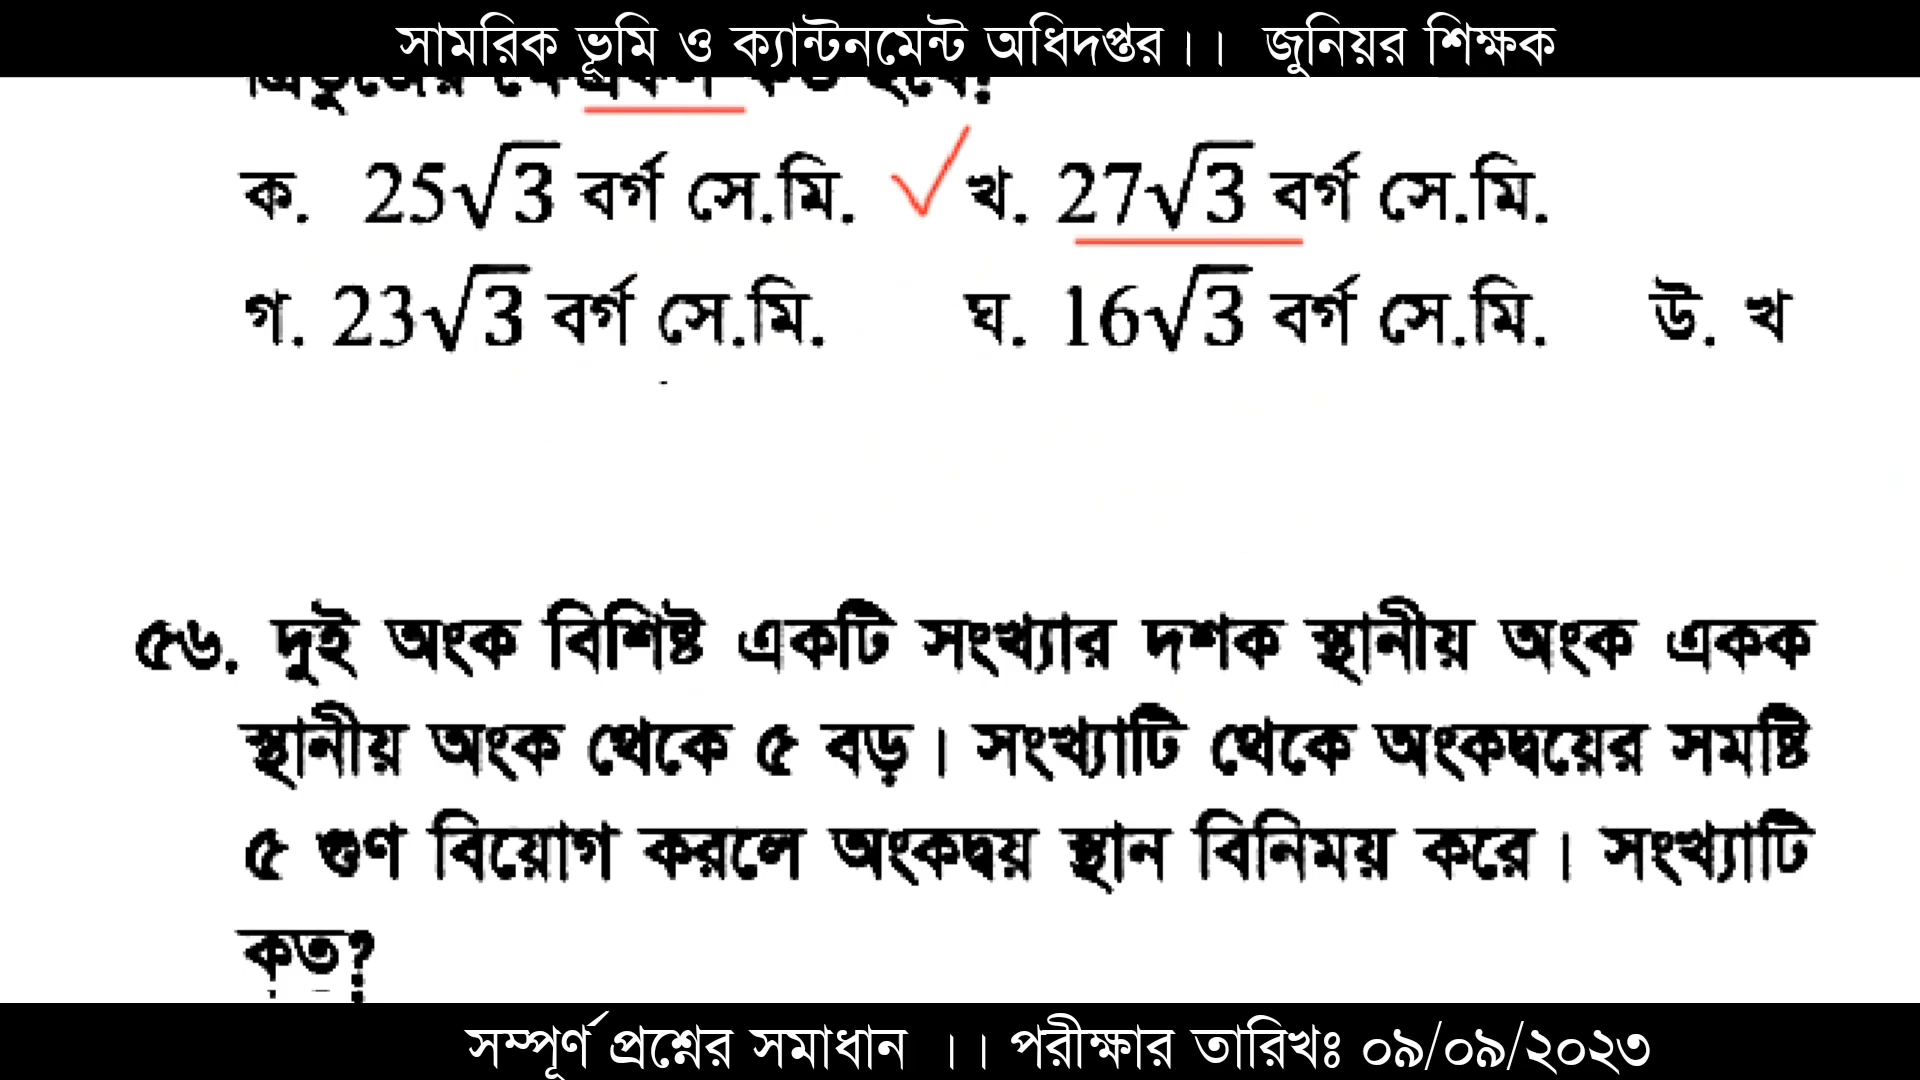 সামরিক ভূমি ও ক্যান্টনমেন্ট অধিদপ্তর।। জুনিয়র শিক্ষক
কত হবে?
ক. 25√3 বর্গ সে.মি. ✓ খ. 27√3 বর্গ সে.মি.
গ. 23√3 বর্গ সে.মি. ঘ. 16√3 বর্গ সে.মি. উ. খ
৫৬. দুই অংক বিশিষ্ট একটি সংখ্যার দশক স্থানীয় অংক একক
স্থানীয় অংক থেকে ৫ বড়। সংখ্যাটি থেকে অংকদ্বয়ের সমষ্টি
৫ গুণ বিয়োগ করলে অংকদ্বয় স্থান বিনিময় করে। সংখ্যাটি
কত?
সম্পূর্ণ প্রশ্নের সমাধান ।। পরীক্ষার তারিখঃ ০৯/০৯/২০২৩